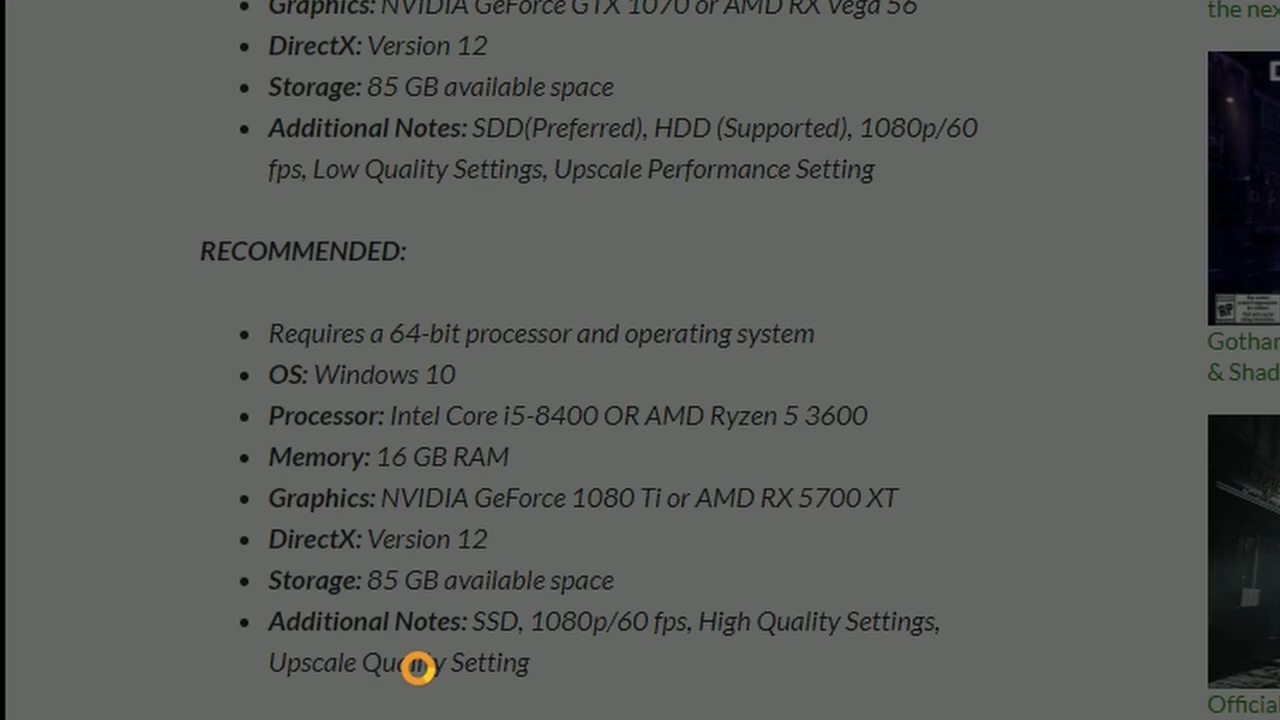 Graphics: NVIDIA GeForce GTX 1070 or AMD RX Vega 56
DirectX: Version 12
Storage: 85 GB available space
Additional Notes: SDD(Preferred), HDD (Supported), 1080p/60
fps, Low Quality Settings, Upscale Performance Setting
RECOMMENDED:
Requires a 64-bit processor and operating system
OS: Windows 10
Processor: Intel Core i5-8400 OR AMD Ryzen 5 3600
Memory: 16 GB RAM
Graphics: NVIDIA GeForce 1080 Ti or AMD RX 5700 XT
DirectX: Version 12
Storage: 85 GB available space
Additional Notes: SSD, 1080p/60 fps, High Quality Settings,
Upscale Quality Setting
the nex
Gothar
& Shad
Officia